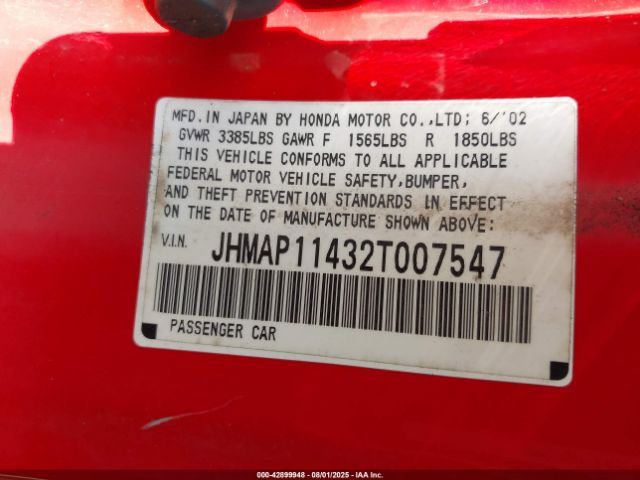 MFD. IN JAPAN BY HONDA MOTOR CO.,LTD; 6/'02
GVWR 3385LBS GAWR F 1565LBS R 1850LBS
THIS VEHICLE CONFORMS TO ALL APPLICABLE
FEDERAL MOTOR VEHICLE SAFETY,BUMPER,
AND THEFT PREVENTION STANDARDS IN EFFECT
ON THE DATE OF MANUFACTURE SHOWN ABOVE:
V.I.N. JHMAP11432T007547
PASSENGER CAR
000-42899948 - 08/01/2025 - IAA Inc.